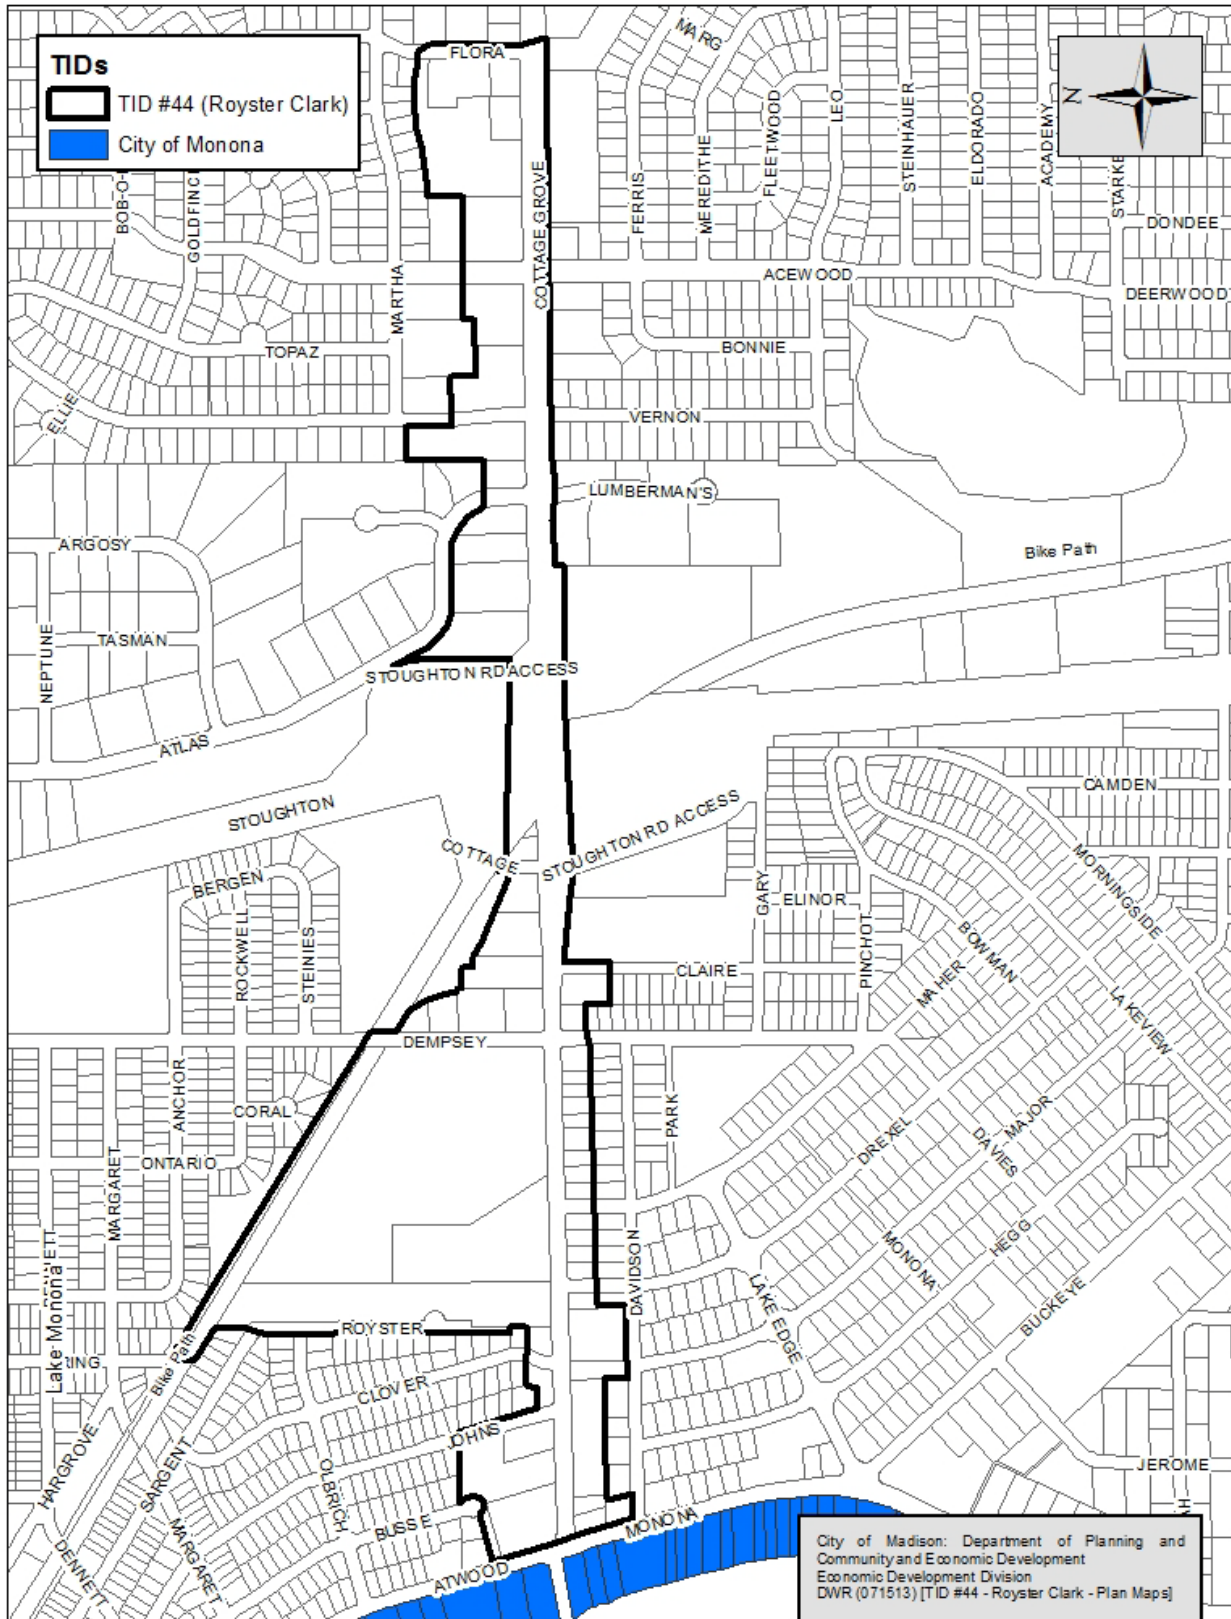 TIDs
TID #44 (Royster Clark)
City of Monona
N
FLORA
MARG
BOB-O-
GOLDFINC
MARTHA
COTTAGE GROVE
FERRIS
MEREDITHE
FLEETWOOD
LEO
STEINHAUER
ELDORADO
ACADEMY
STARKE
DONDEE
ACEWOOD
DEERWOOD
TOPAZ
BONNIE
ELLIE
VERNON
LUMBERMAN'S
ARGOSY
Bike Path
NEPTUNE
TASMAN
STOUGHTON RD ACCESS
ATLAS
STOUGHTON
CAMDEN
COTTAGE
STOUGHTON RD ACCESS
MORNINGSIDE
BERGEN
GARY
ELINOR
ROCKWELL
STEINIES
PINCHOT
BOWMAN
CLAIRE
MAHER
LAKEVIEW
DEMPSEY
ANCHOR
CORAL
PARK
DREXEL
MAJOR
DAVIES
ONTARIO
MARGARET
HEGG
MONONA
DAVIDSON
LAKE EDGE
BUCKEYE
Lake Monona
ROYSTER
RING
Bike Path
CLOVER
JOHNS
HARGROVE
SARGENT
OLBRICH
JEROME
BUSSE
MONONA
MARGARET
DENNETT
ATWOOD
City of Madison: Department of Planning and
Community and Economic Development
Economic Development Division
DWR (071513) [TID #44 - Royster Clark - Plan Maps]